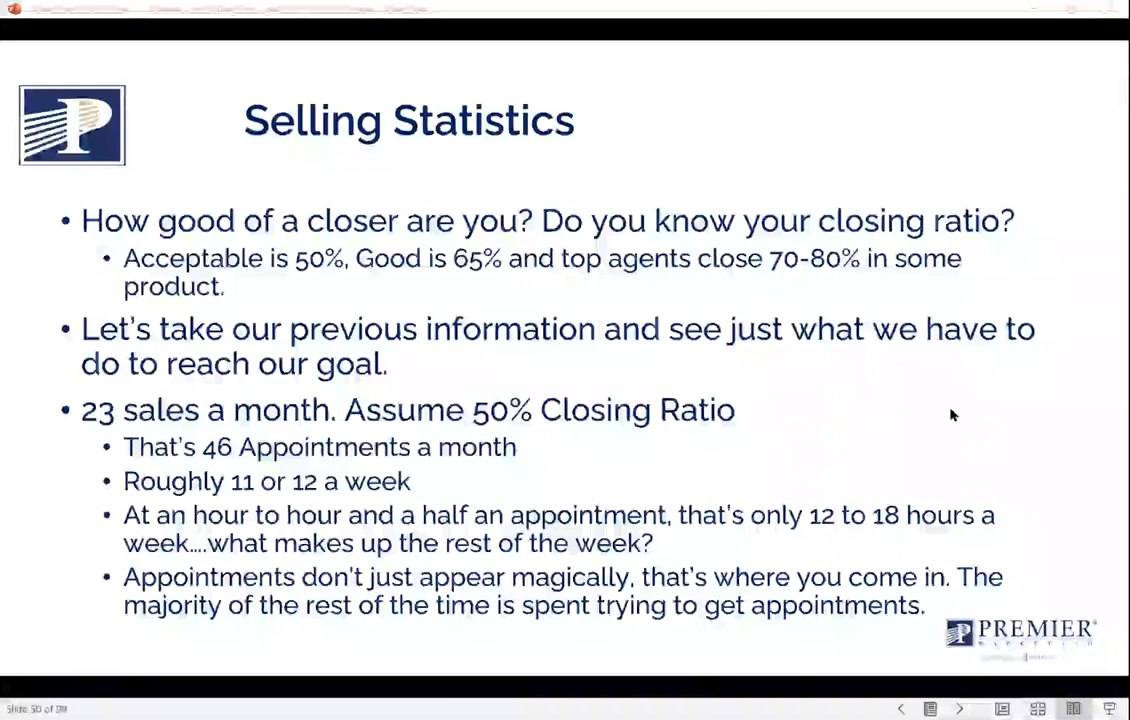 Selling Statistics
• How good of a closer are you? Do you know your closing ratio?
• Acceptable is 50%, Good is 65% and top agents close 70-80% in some
product.
• Let's take our previous information and see just what we have to
do to reach our goal.
• 23 sales a month. Assume 50% Closing Ratio
• That's 46 Appointments a month
• Roughly 11 or 12 a week
• At an hour to hour and a half an appointment, that's only 12 to 18 hours a
week....what makes up the rest of the week?
• Appointments don't just appear magically, that's where you come in. The
majority of the rest of the time is spent trying to get appointments.
PREMIER®
Slide 50 of